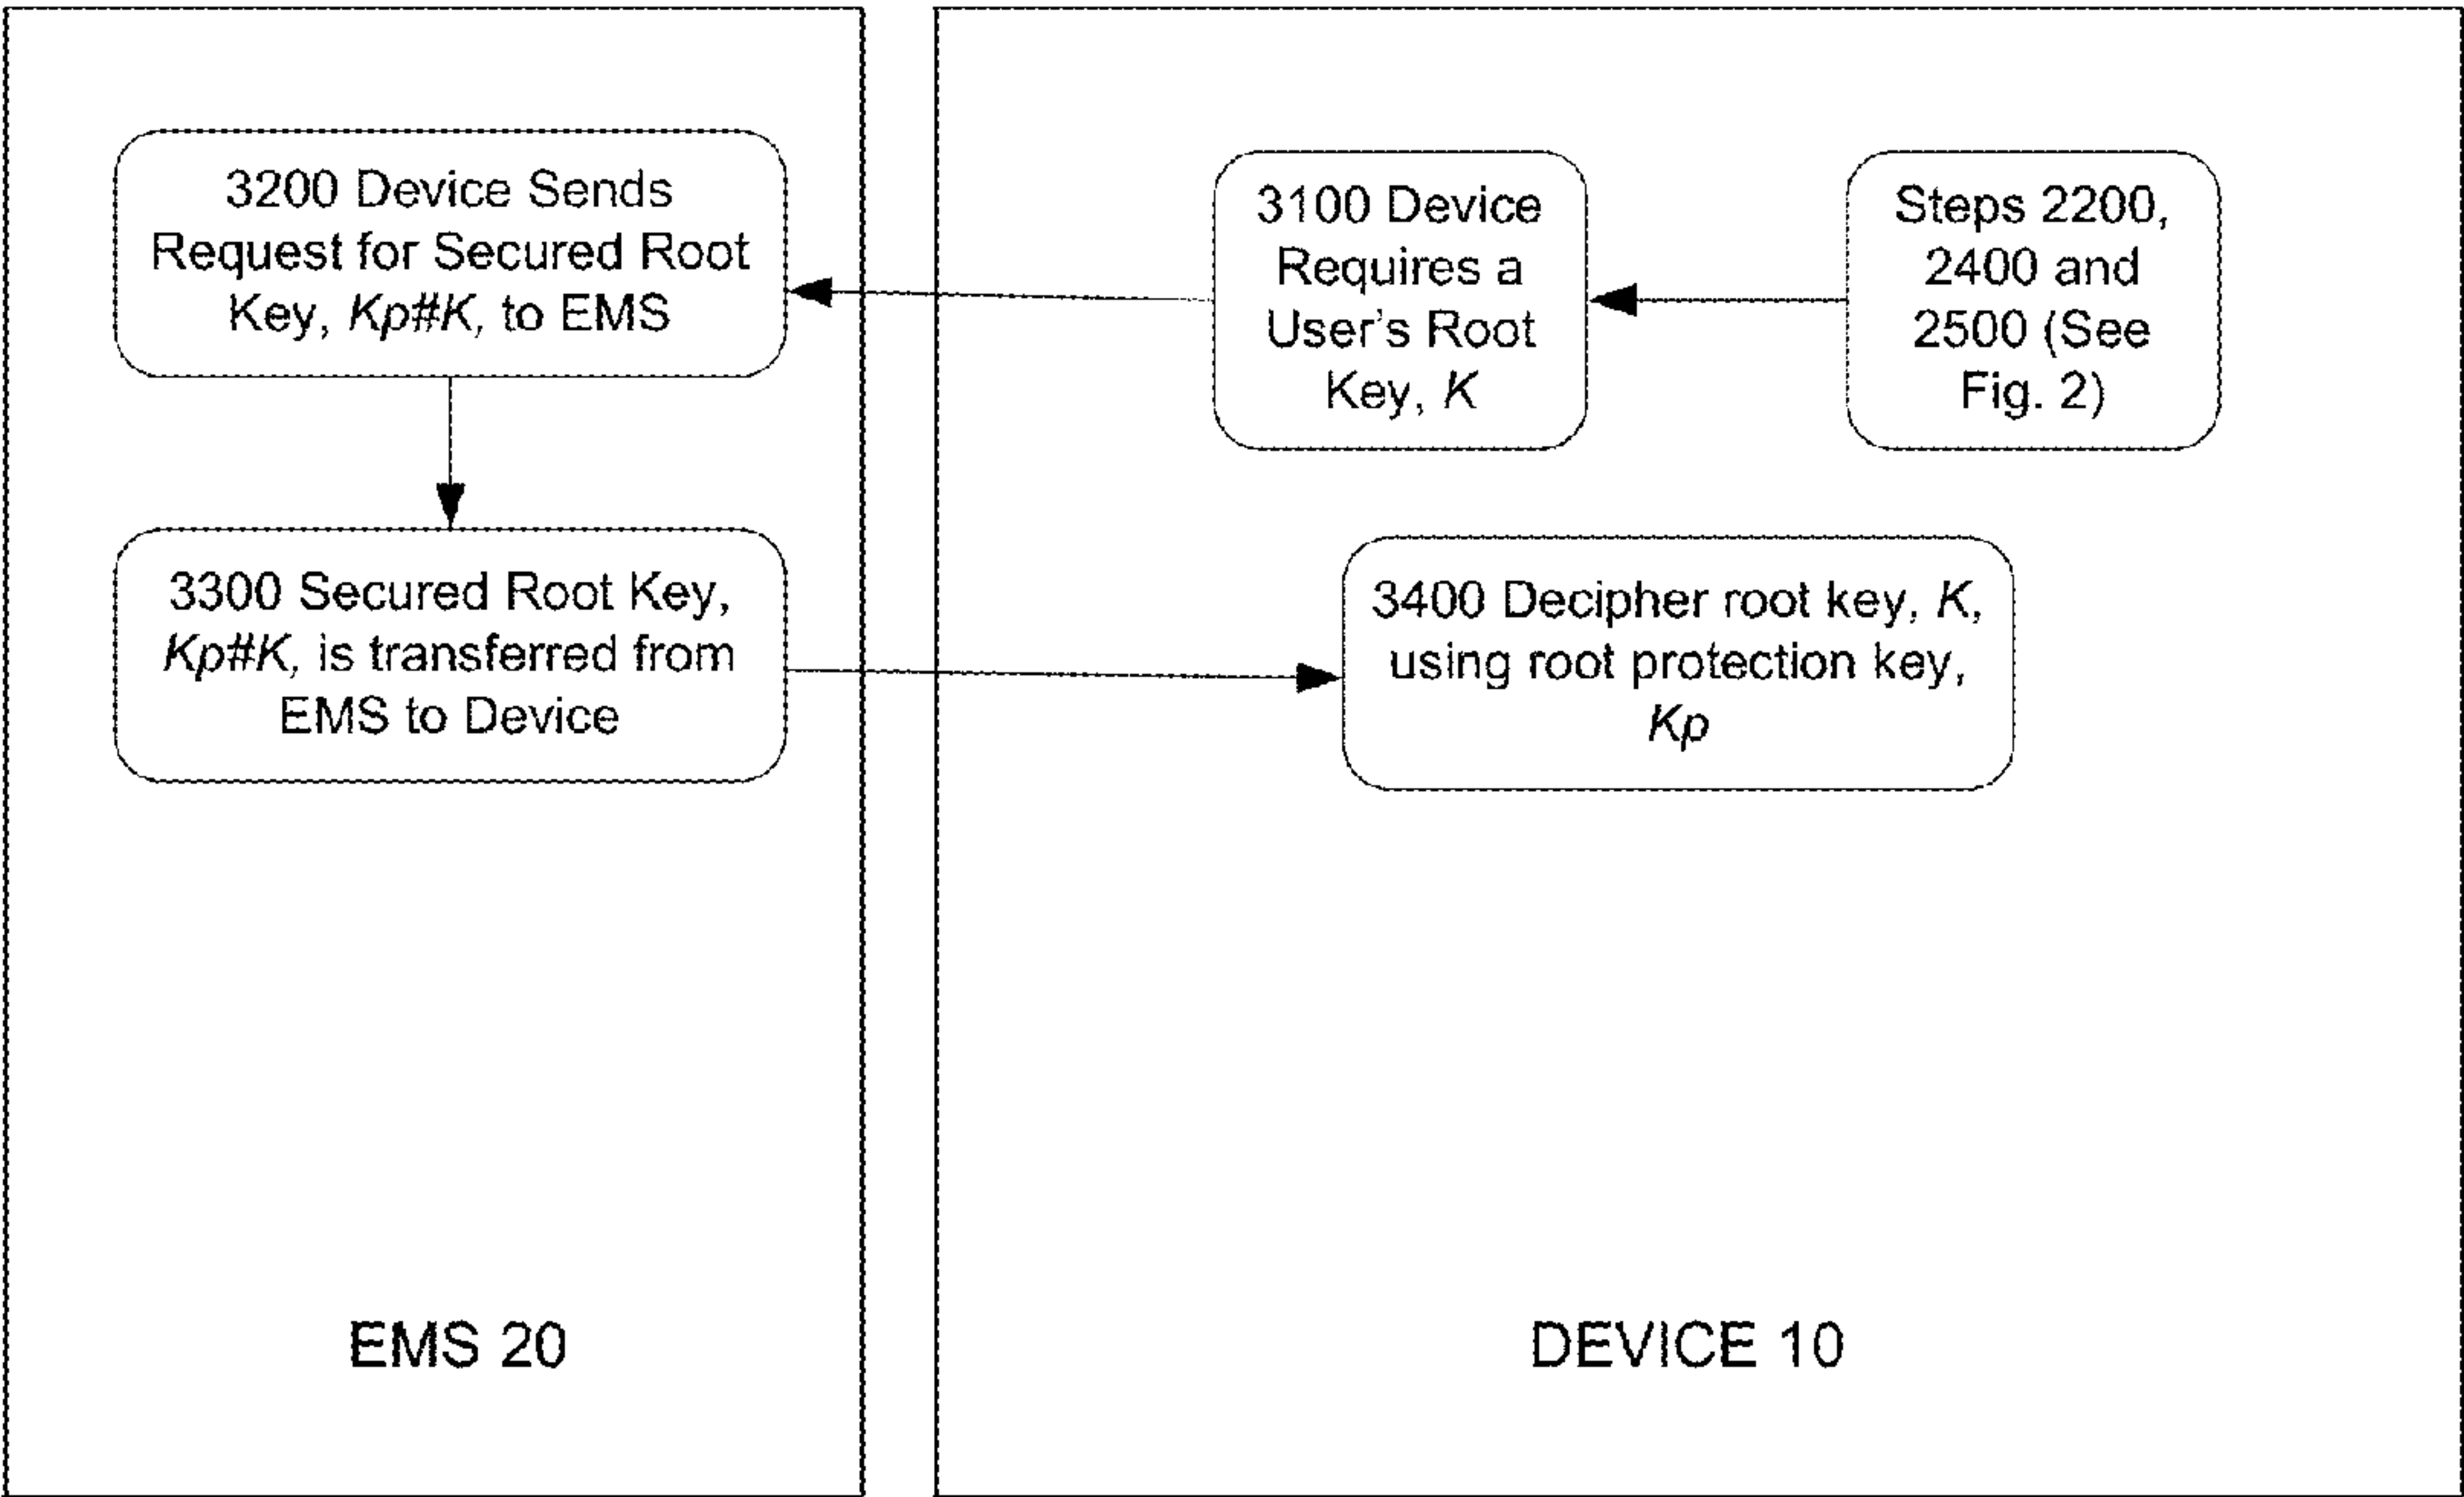 3200 Device Sends
Request for Secured Root
Key, Kp#K, to EMS
3100 Device
Requires a
User's Root
Key, K
Steps 2200,
2400 and
2500 (See
Fig. 2)
3300 Secured Root Key,
Kp#K, is transferred from
EMS to Device
3400 Decipher root key, K,
using root protection key,
Kp
EMS 20
DEVICE 10